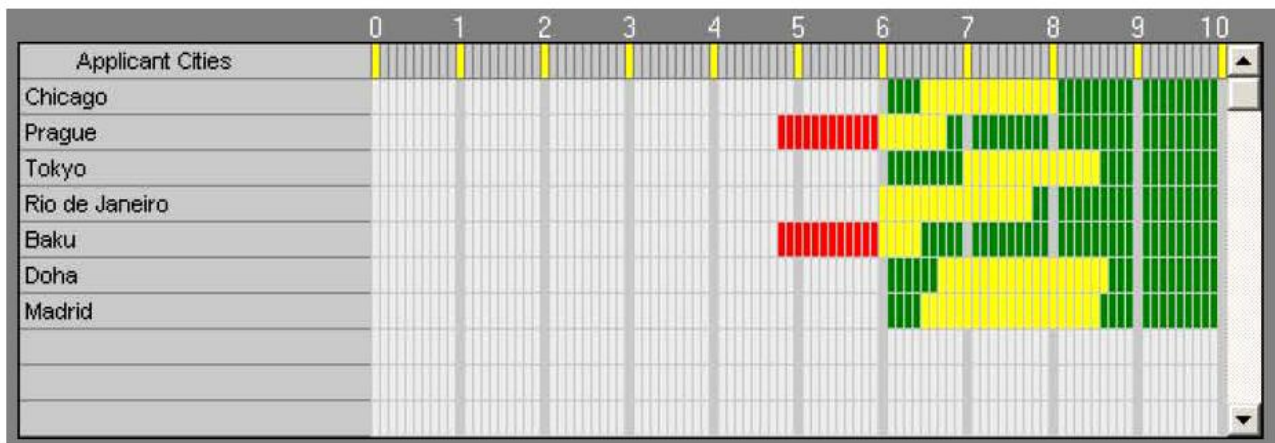 0 1 2 3 4 5 6 7 8 9 10
Applicant Cities
Chicago
Prague
Tokyo
Rio de Janeiro
Baku
Doha
Madrid